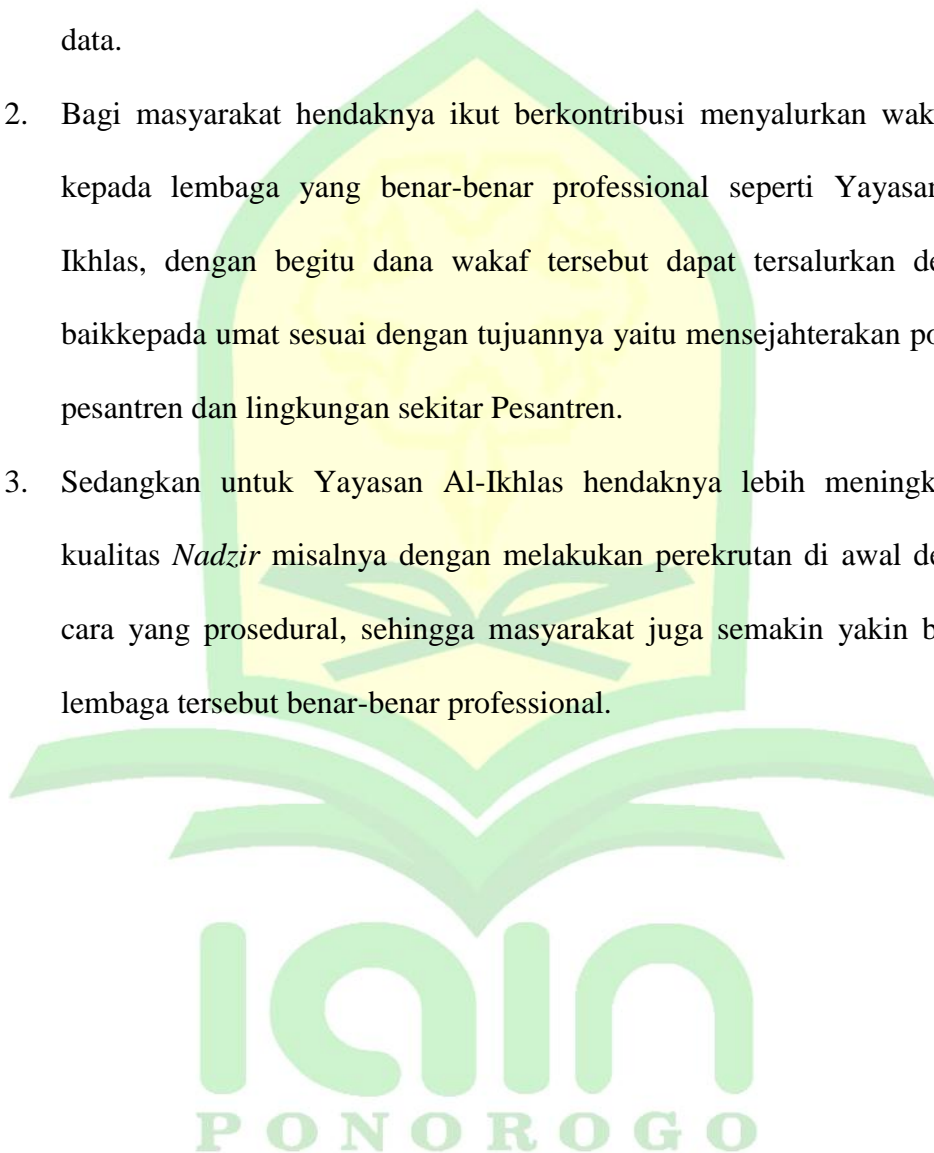 data.
2. Bagi masyarakat hendaknya ikut berkontribusi menyalurkan wak
kepada lembaga yang benar-benar professional seperti Yayasan
Ikhlas, dengan begitu dana wakaf tersebut dapat tersalurkan de
baikkepada umat sesuai dengan tujuannya yaitu mensejahterakan po
pesantren dan lingkungan sekitar Pesantren.
3. Sedangkan untuk Yayasan Al-Ikhlas hendaknya lebih meningk
kualitas Nadzir misalnya dengan melakukan perekrutan di awal de
cara yang prosedural, sehingga masyarakat juga semakin yakin b
lembaga tersebut benar-benar professional.
iain
PONOROGO